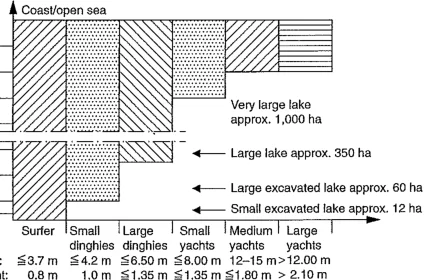 Coast/open sea
Very large lake
approx. 1,000 ha
Large lake approx. 350 ha
Large excavated lake approx. 60 ha
Small excavated lake approx. 12 ha
Surfer Small Large Small Medium Large
dinghies dinghies yachts yachts yachts
: ≦3.7 m ≦4.2 m ≦6.50 m ≦8.00 m 12–15 m >12.00 m
nt: 0.8 m 1.0 m ≦1.35 m ≦1.35 m ≦1.80 m > 2.10 m